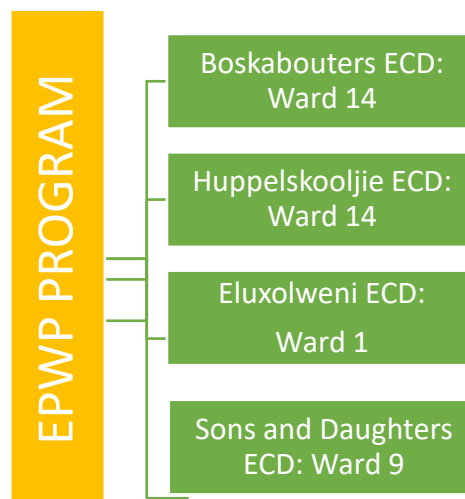 EPWP PROGRAM
Boskabouters ECD:
Ward 14
Huppelskooljie ECD:
Ward 14
Eluxolweni ECD:
Ward 1
Sons and Daughters
ECD: Ward 9